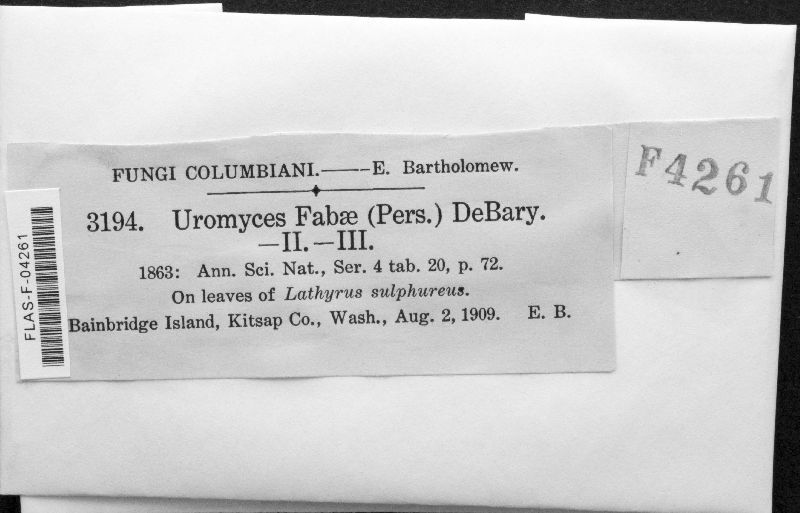 FUNGI COLUMBIANI.——E. Bartholomew.
3194. Uromyces Fabæ (Pers.) DeBary.
—II.—III.
1863: Ann. Sci. Nat., Ser. 4 tab. 20, p. 72.
On leaves of Lathyrus sulphureus.
Bainbridge Island, Kitsap Co., Wash., Aug. 2, 1909. E. B.
F4261
FLAS-F-04261